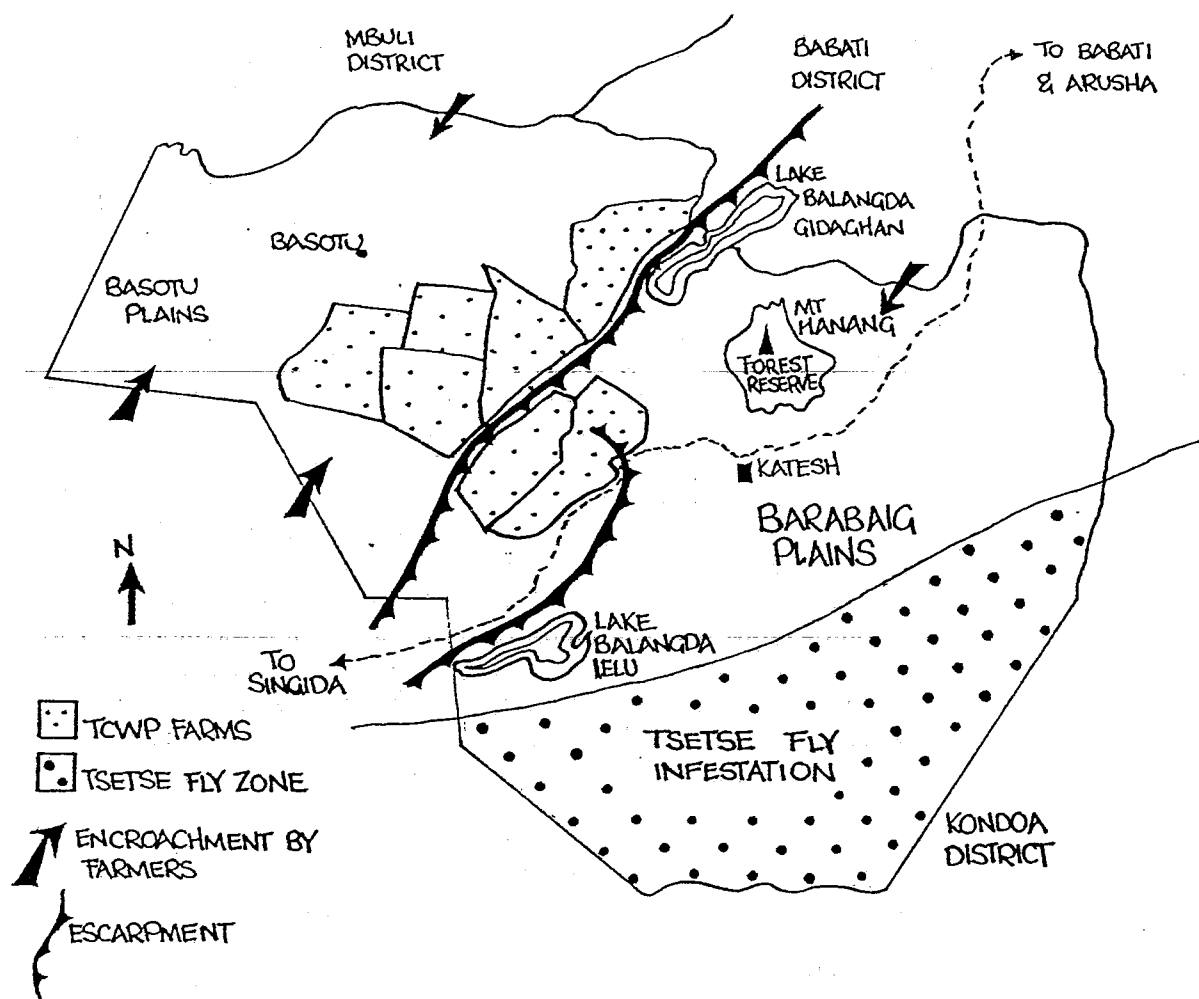 MBULI
DISTRICT
BABATI
DISTRICT
TO BABATI
& ARUSHA
LAKE
BALANGDA
GIDAGHAN
BASOTU
BASOTU
PLAINS
MT
HANANG
FOREST
RESERVE
KATESH
BARABAIG
PLAINS
N
LAKE
BALANGDA
LELU
TO
SINGIDA
TCWP FARMS
TSETSE FLY ZONE
TSETSE FLY
INFESTATION
ENCROACHMENT BY
FARMERS
KONDOA
DISTRICT
ESCARPMENT